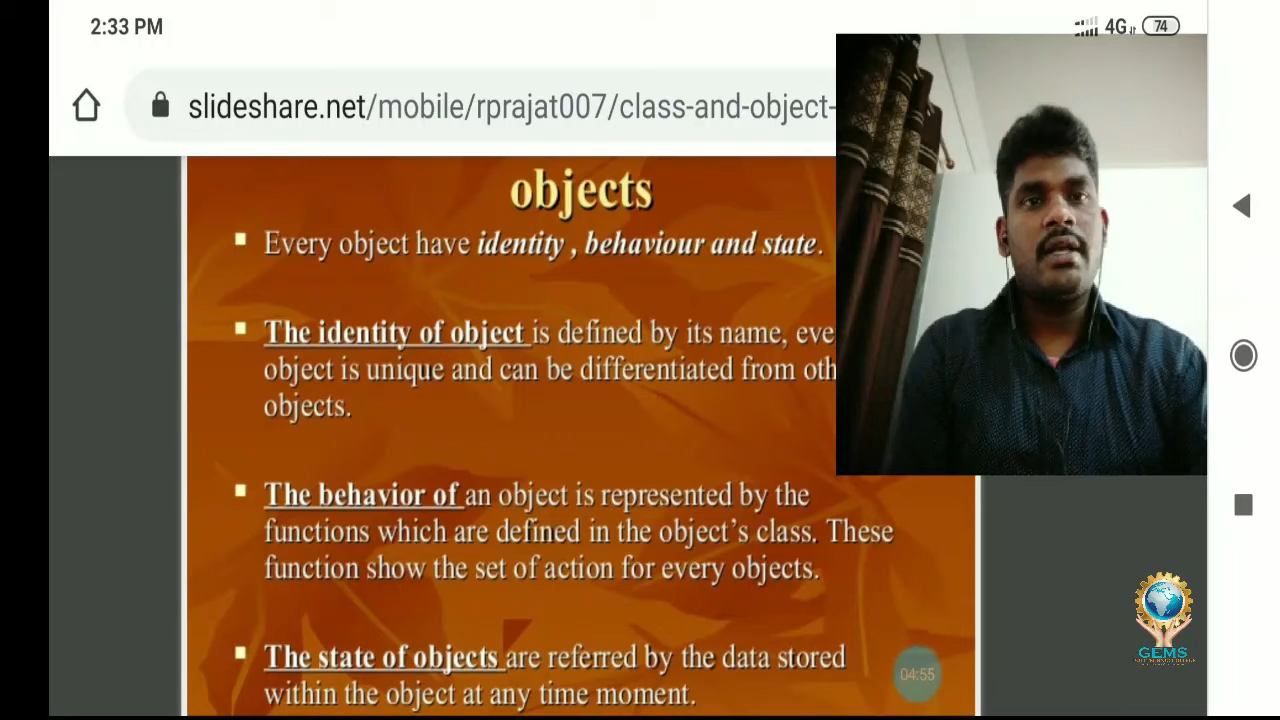 2:33 PM
4G
74
slideshare.net/mobile/rprajat007/class-and-object-
objects
Every object have identity , behaviour and state.
The identity of object is defined by its name, eve
object is unique and can be differentiated from oth
objects.
The behavior of an object is represented by the
functions which are defined in the object's class. These
function show the set of action for every objects.
The state of objects are referred by the data stored
within the object at any time moment.
04:55
GEMS